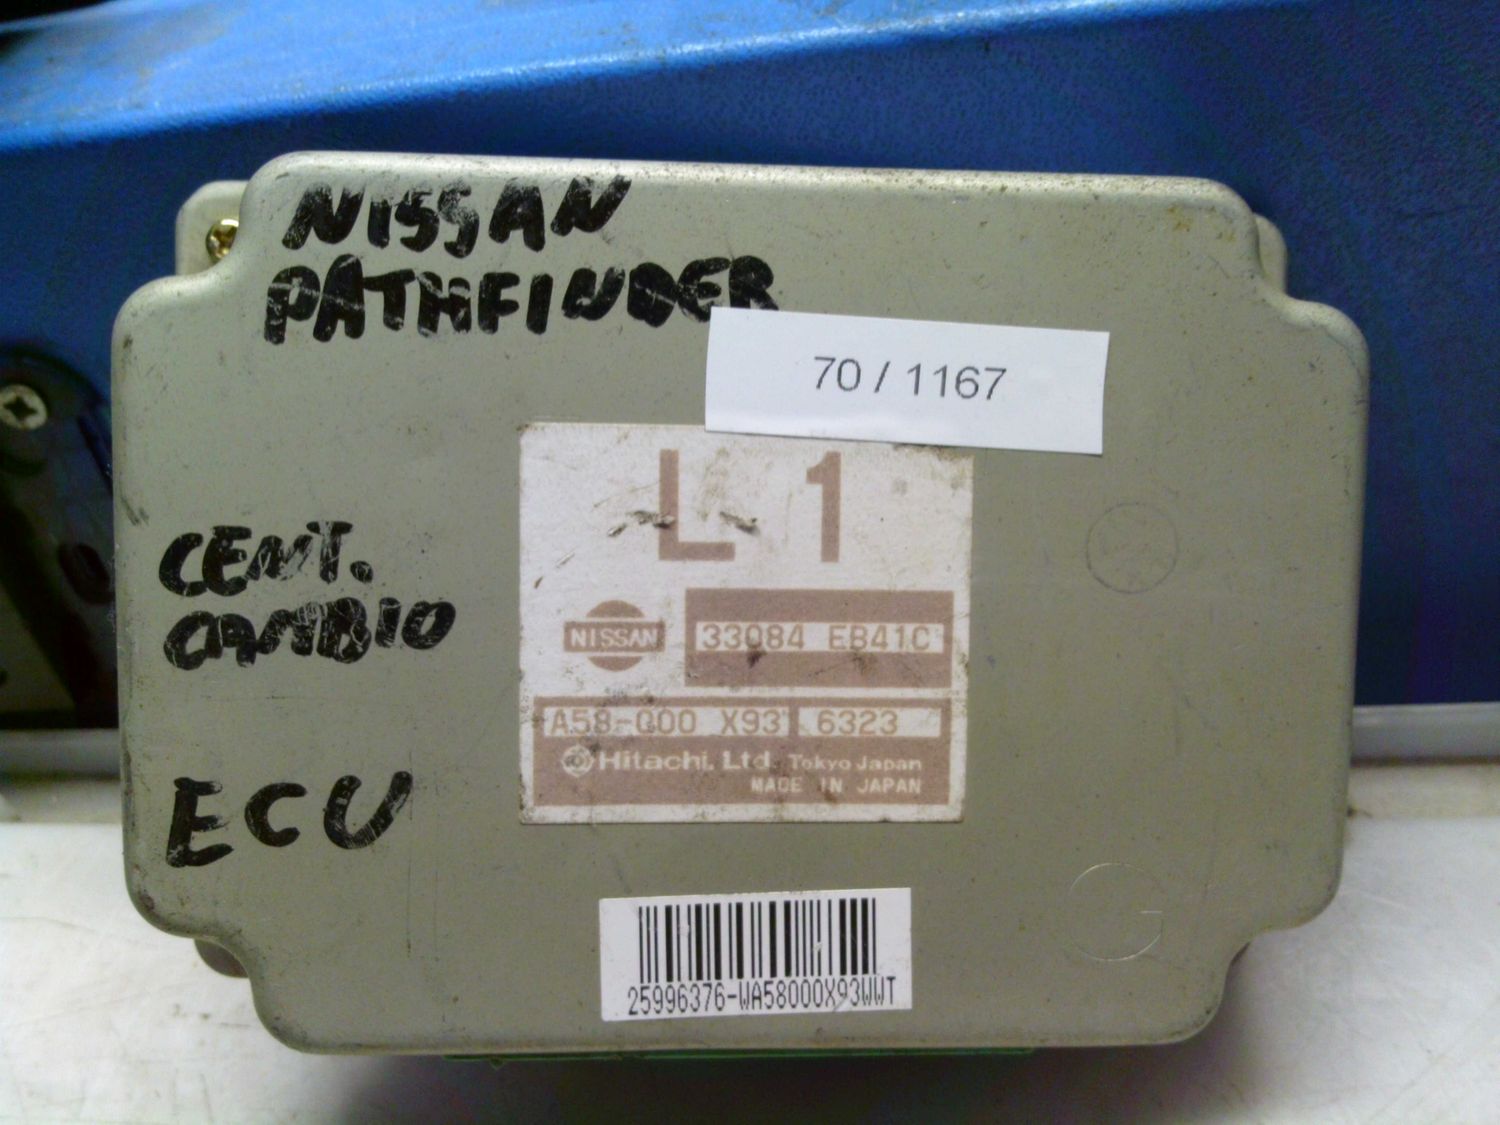 NISSAN
PATHFINDER
70 / 1167
L 1
CENT.
CAMBIO
NISSAN
33084 EB41C
A58-000 X93 6323
Hitachi, Ltd. Tokyo Japan
MADE IN JAPAN
ECU
25996376-WA58000X93WWT
G